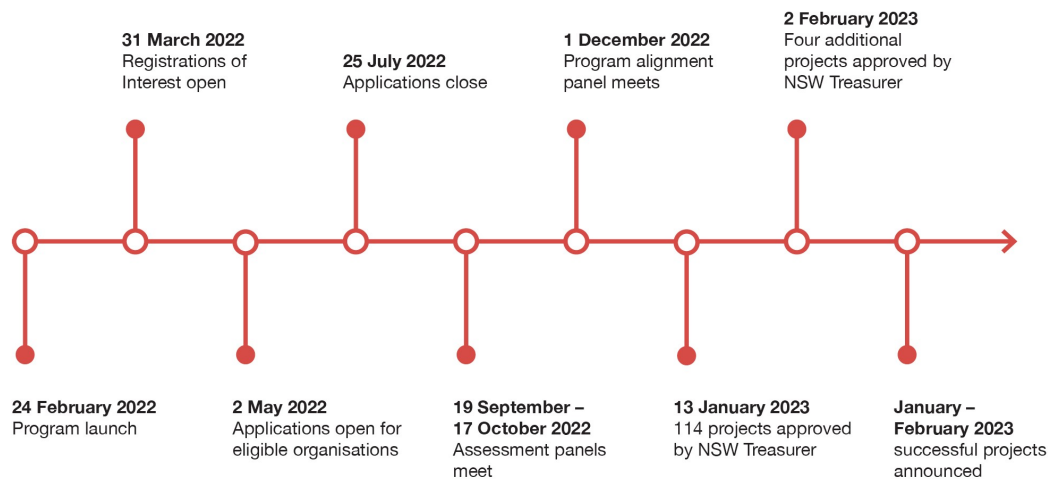 31 March 2022
Registrations of
Interest open
25 July 2022
Applications close
1 December 2022
Program alignment
panel meets
2 February 2023
Four additional
projects approved by
NSW Treasurer
24 February 2022
Program launch
2 May 2022
Applications open for
eligible organisations
19 September –
17 October 2022
Assessment panels
meet
13 January 2023
114 projects approved
by NSW Treasurer
January –
February 2023
successful projects
announced